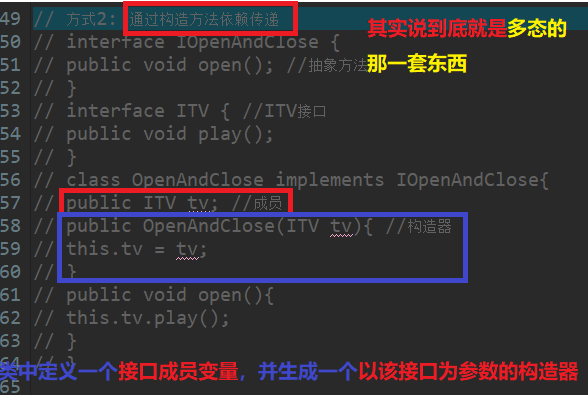 49 // 方式2: 通过构造方法依赖传递
其实说到底就是多态的
50 // interface IOpenAndClose {
51 // public void open(); //抽象方法
那一套东西
52 // }
53 // interface ITV { //ITV接口
54 // public void play();
55 // }
56 // class OpenAndClose implements IOpenAndClose{
57 // public ITV tv; //成员
58 // public OpenAndClose(ITV tv){ //构造器
59 // this.tv = tv;
60 // }
61 // public void open(){
62 // this.tv.play();
63 // }
64 // }
类中定义一个接口成员变量，并生成一个以该接口为参数的构造器
65